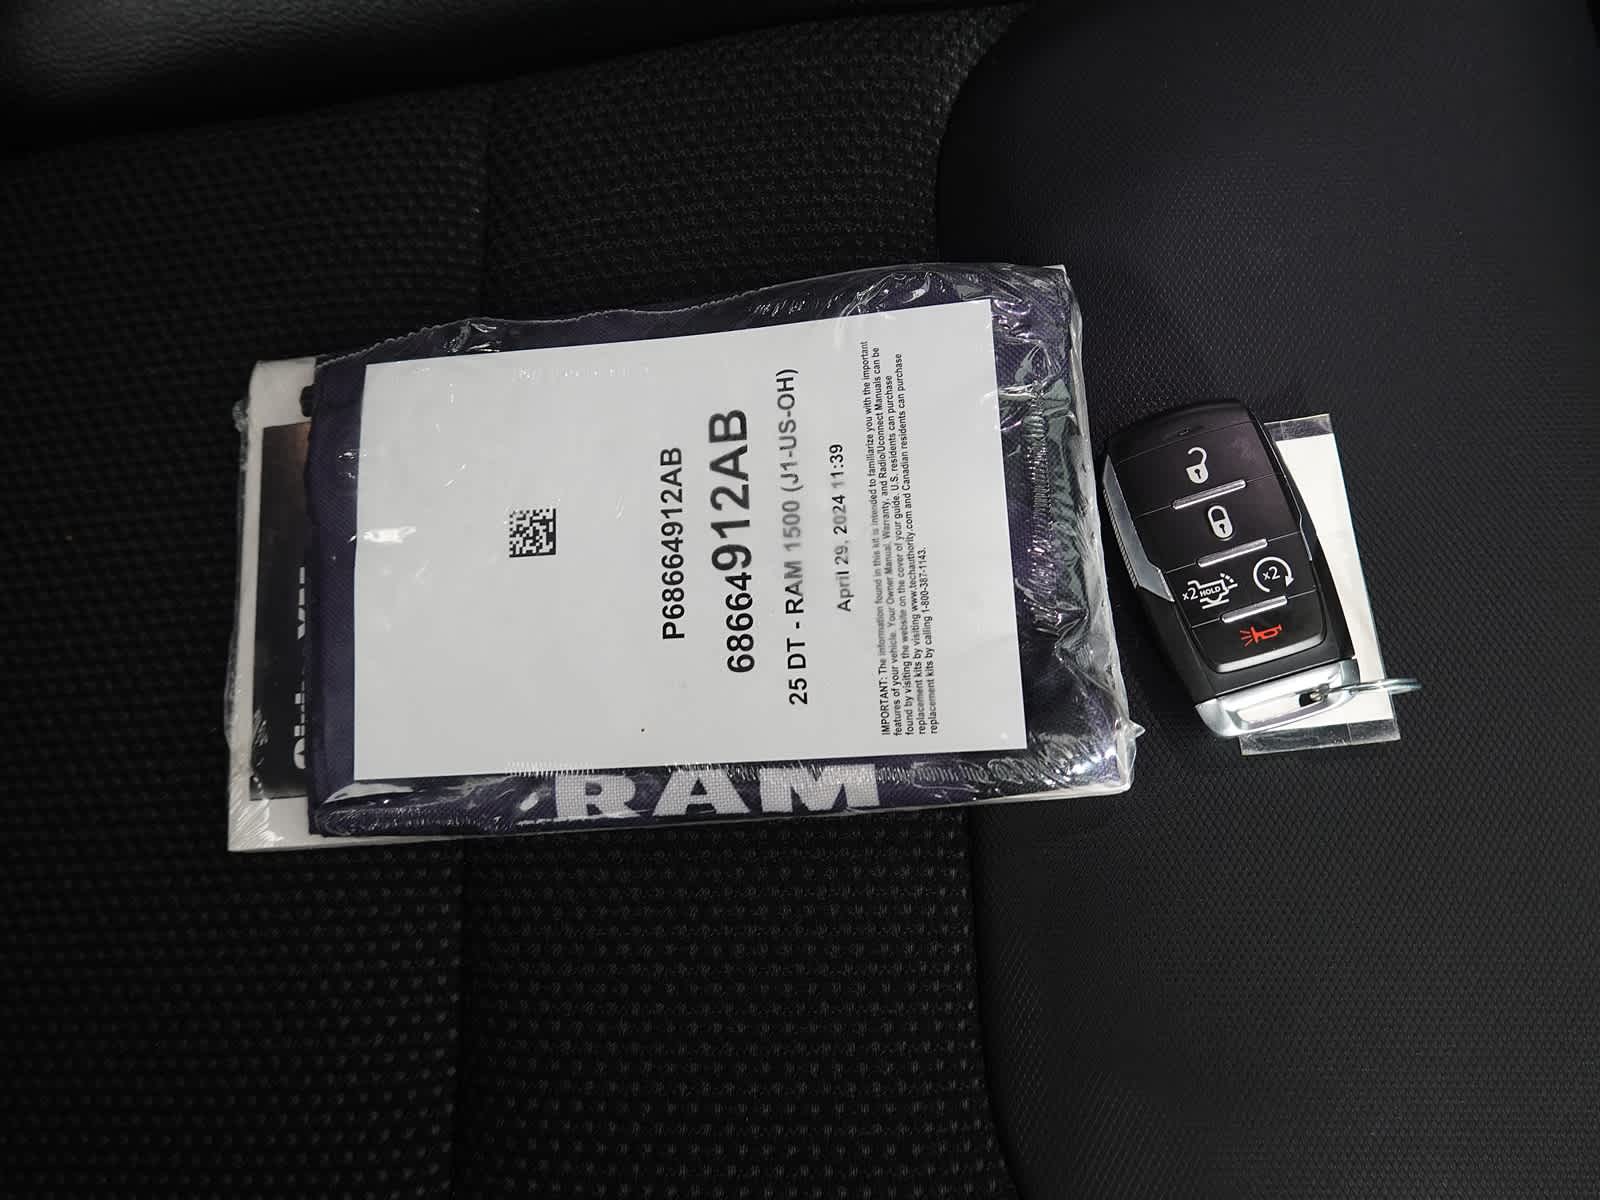 P68664912AB
68664912AB
25 DT - RAM 1500 (J1-US-OH)
April 29, 2024 11:39
IMPORTANT: The information found in this kit is intended to familiarize you with the important
features of your vehicle. Your Owner Manual, Warranty, and Radio/Uconnect Manuals can be
found by visiting the website on the cover of your guide. U.S. residents can purchase
replacement kits by visiting www.techauthority.com and Canadian residents can purchase
replacement kits by calling 1-800-387-1143.
RAM
x2 HOLD
x2